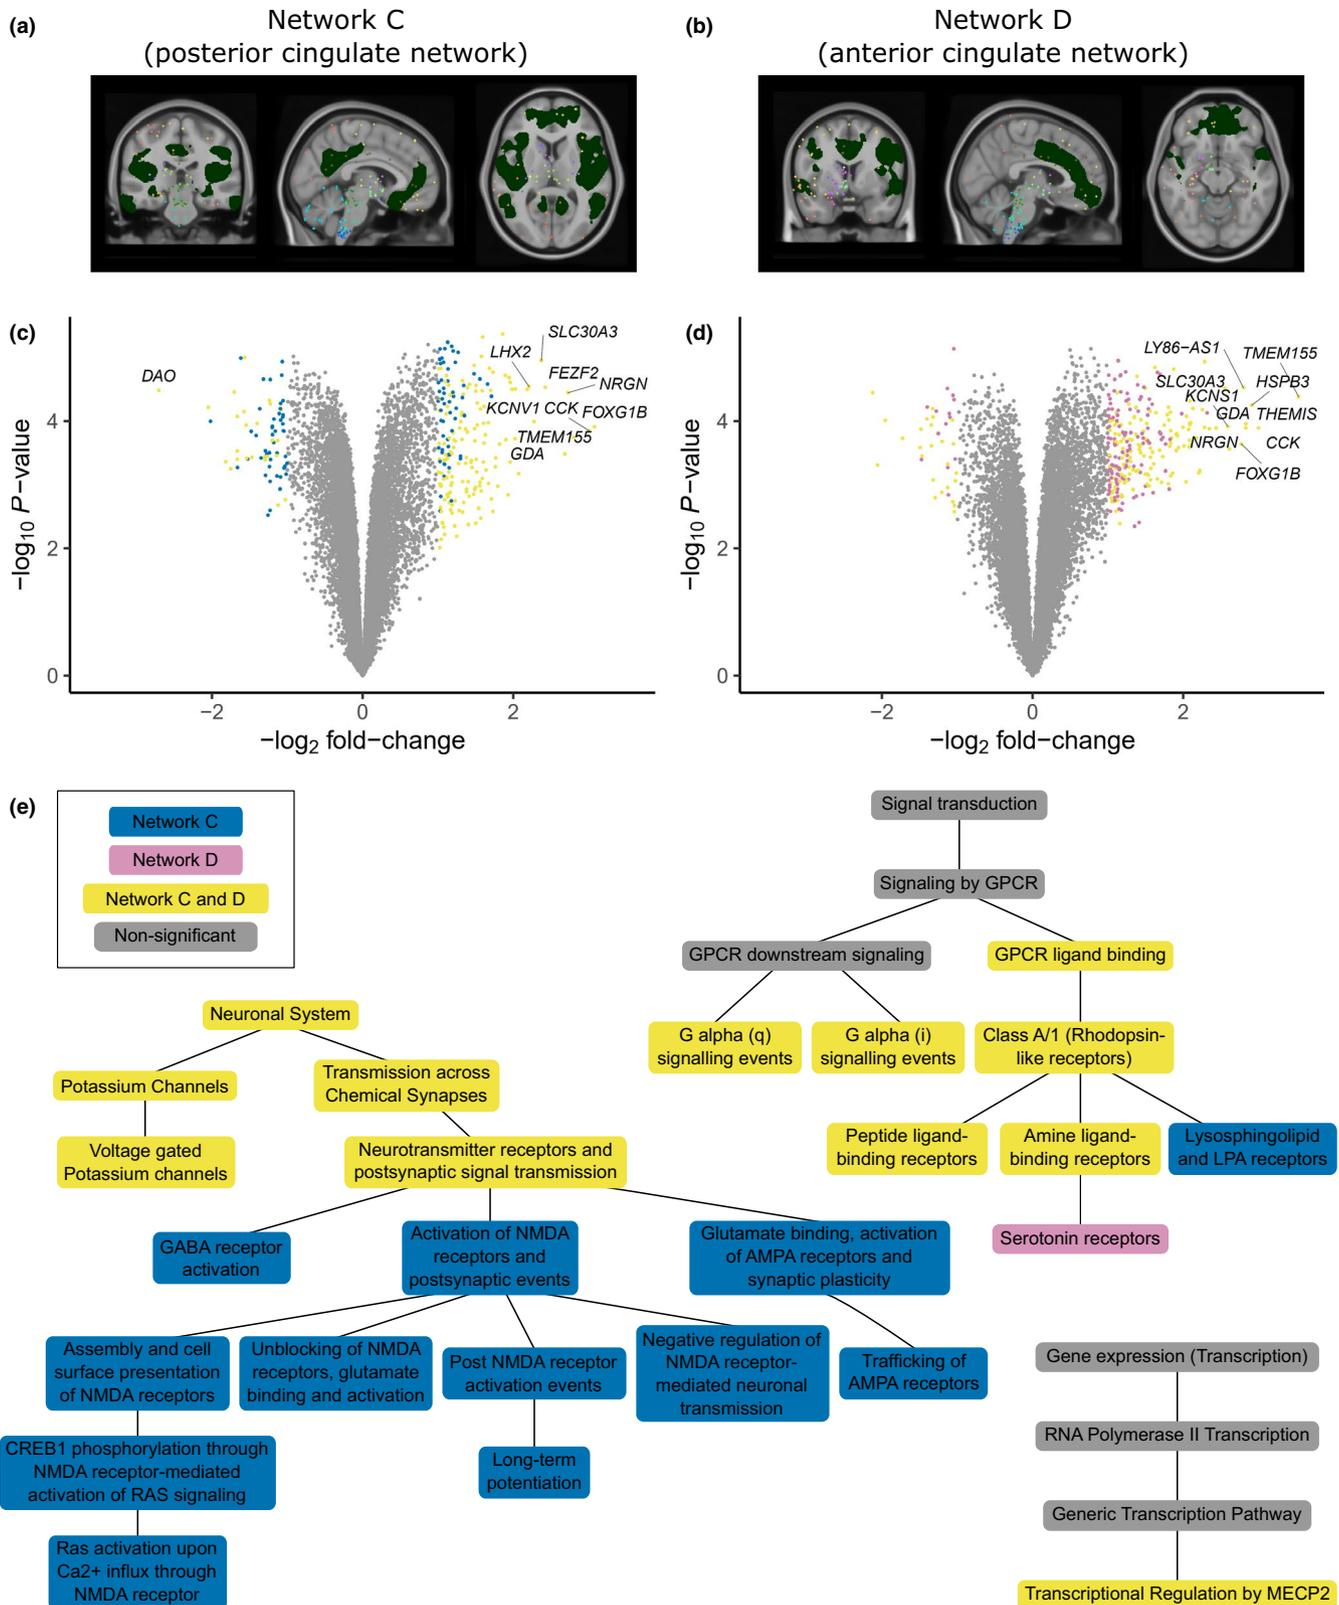 (a)
Network C
(posterior cingulate network)
(b)
Network D
(anterior cingulate network)
(c)
SLC30A3
LHX2
FEZF2
DAO
NRGN
KCNV1 CCK FOXG1B
TMEM155
GDA
4
2
0
−log10 P−value
−2
0
2
−log2 fold−change
(d)
LY86−AS1
TMEM155
SLC30A3
HSPB3
KCNS1
GDA THEMIS
NRGN
CCK
FOXG1B
4
2
0
−log10 P−value
−2
0
2
−log2 fold−change
(e)
Network C
Network D
Network C and D
Non-significant
Signal transduction
Signaling by GPCR
GPCR downstream signaling
GPCR ligand binding
G alpha (q)
signalling events
G alpha (i)
signalling events
Class A/1 (Rhodopsin-
like receptors)
Peptide ligand-
binding receptors
Amine ligand-
binding receptors
Lysosphingolipid
and LPA receptors
Serotonin receptors
Neuronal System
Potassium Channels
Transmission across
Chemical Synapses
Voltage gated
Potassium channels
Neurotransmitter receptors and
postsynaptic signal transmission
GABA receptor
activation
Activation of NMDA
receptors and
postsynaptic events
Glutamate binding, activation
of AMPA receptors and
synaptic plasticity
Assembly and cell
surface presentation
of NMDA receptors
Unblocking of NMDA
receptors, glutamate
binding and activation
Post NMDA receptor
activation events
Negative regulation of
NMDA receptor-
mediated neuronal
transmission
Trafficking of
AMPA receptors
CREB1 phosphorylation through
NMDA receptor-mediated
activation of RAS signaling
Long-term
potentiation
Ras activation upon
Ca2+ influx through
NMDA receptor
Gene expression (Transcription)
RNA Polymerase II Transcription
Generic Transcription Pathway
Transcriptional Regulation by MECP2